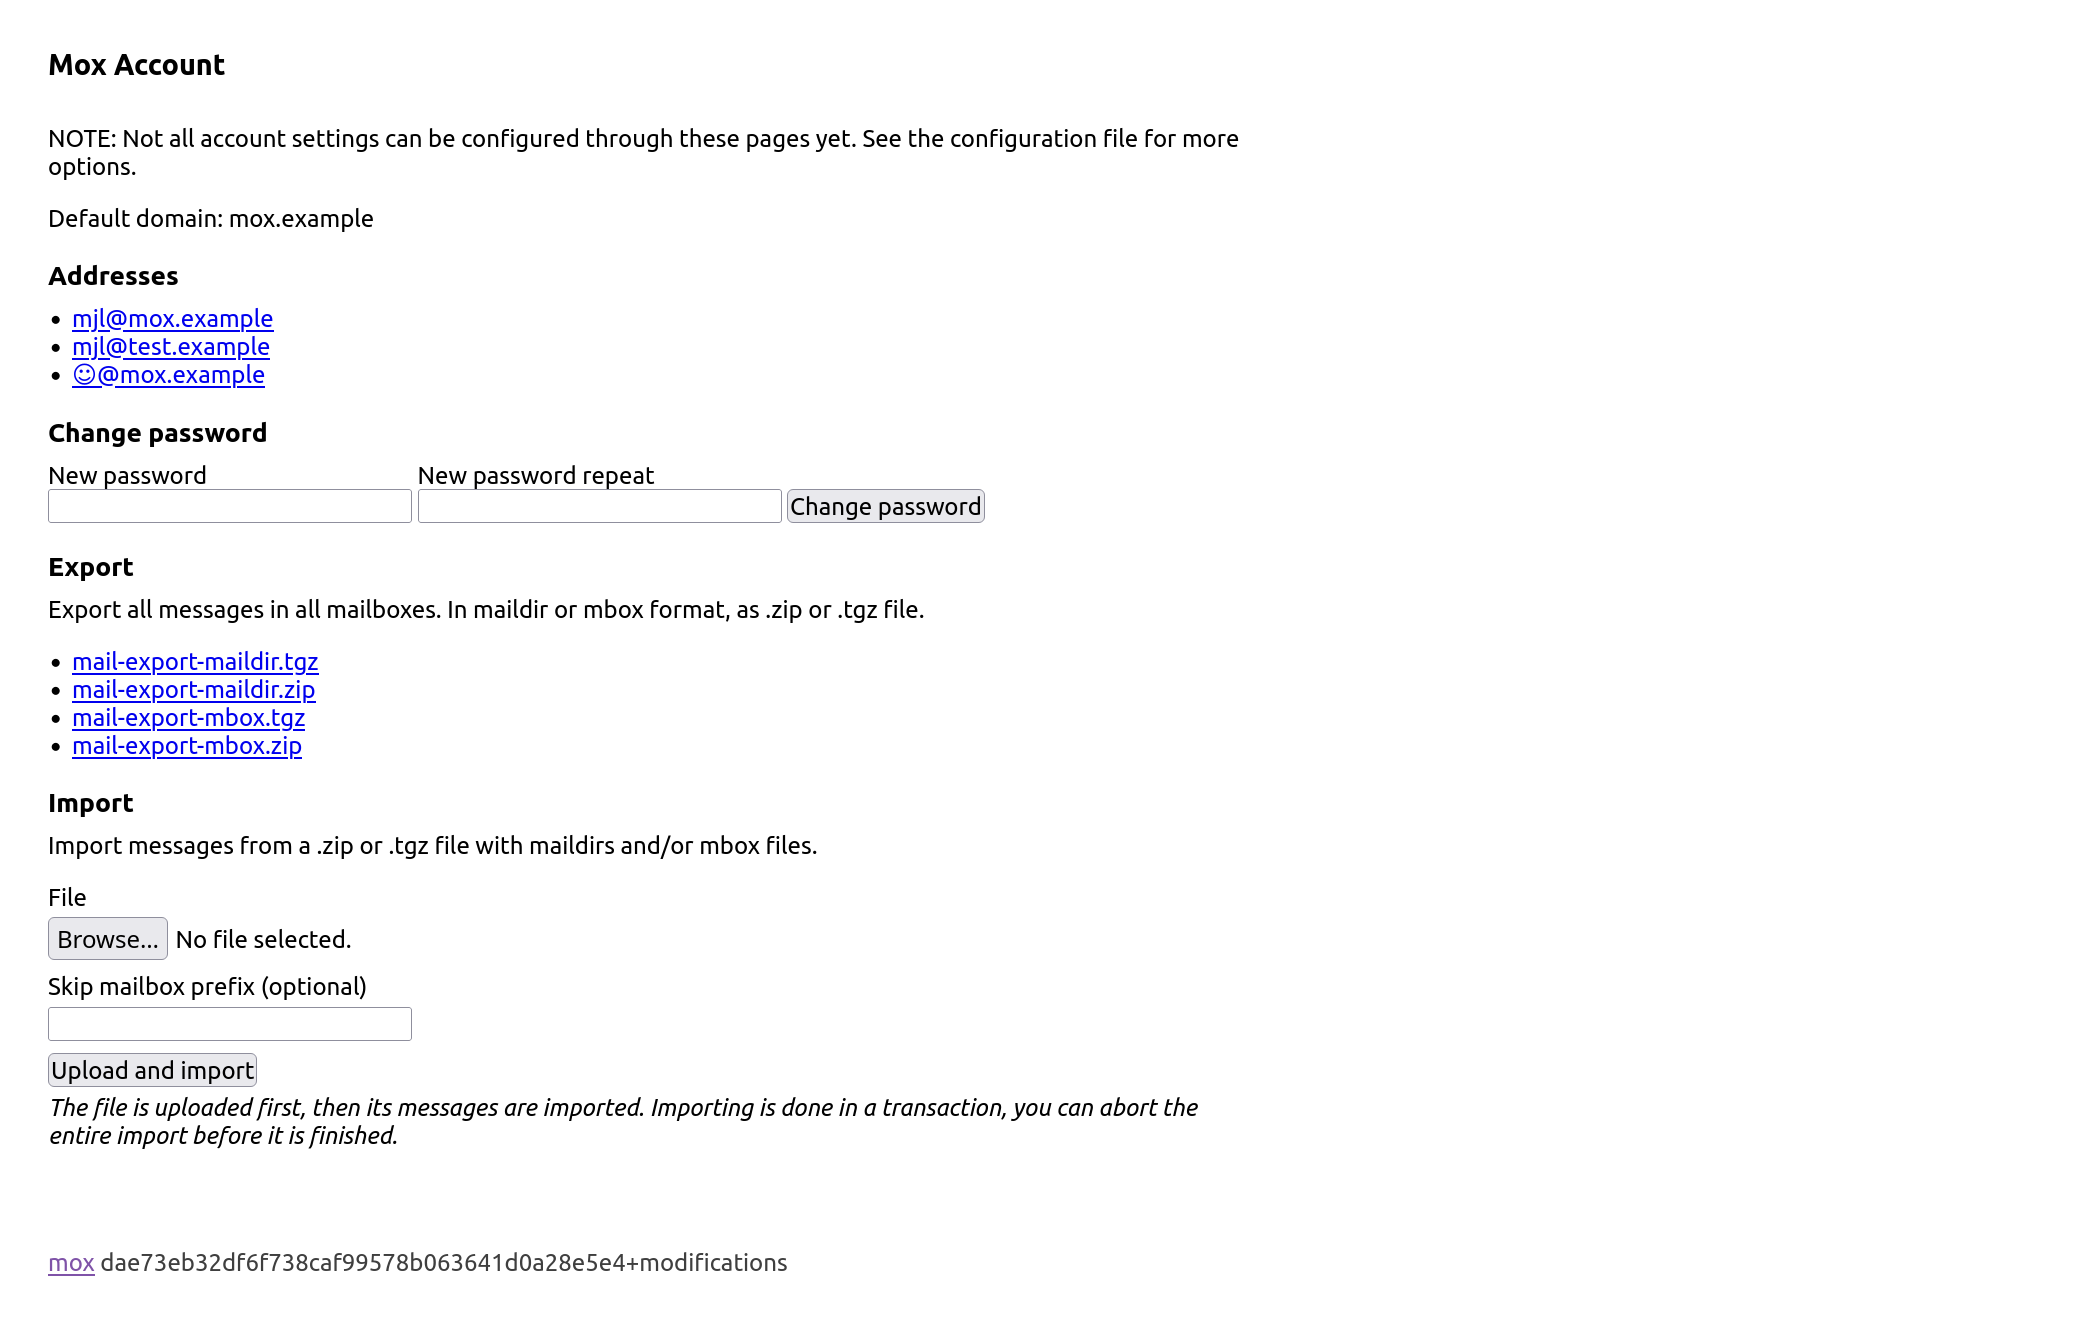 Mox Account
NOTE: Not all account settings can be configured through these pages yet. See the configuration file for more
options.
Default domain: mox.example
Addresses
• mjl@mox.example
• mjl@test.example
• ☺@mox.example
Change password
New password New password repeat
Change password
Export
Export all messages in all mailboxes. In maildir or mbox format, as .zip or .tgz file.
• mail-export-maildir.tgz
• mail-export-maildir.zip
• mail-export-mbox.tgz
• mail-export-mbox.zip
Import
Import messages from a .zip or .tgz file with maildirs and/or mbox files.
File
Browse... No file selected.
Skip mailbox prefix (optional)
Upload and import
The file is uploaded first, then its messages are imported. Importing is done in a transaction, you can abort the
entire import before it is finished.
mox dae73eb32df6f738caf99578b063641d0a28e5e4+modifications